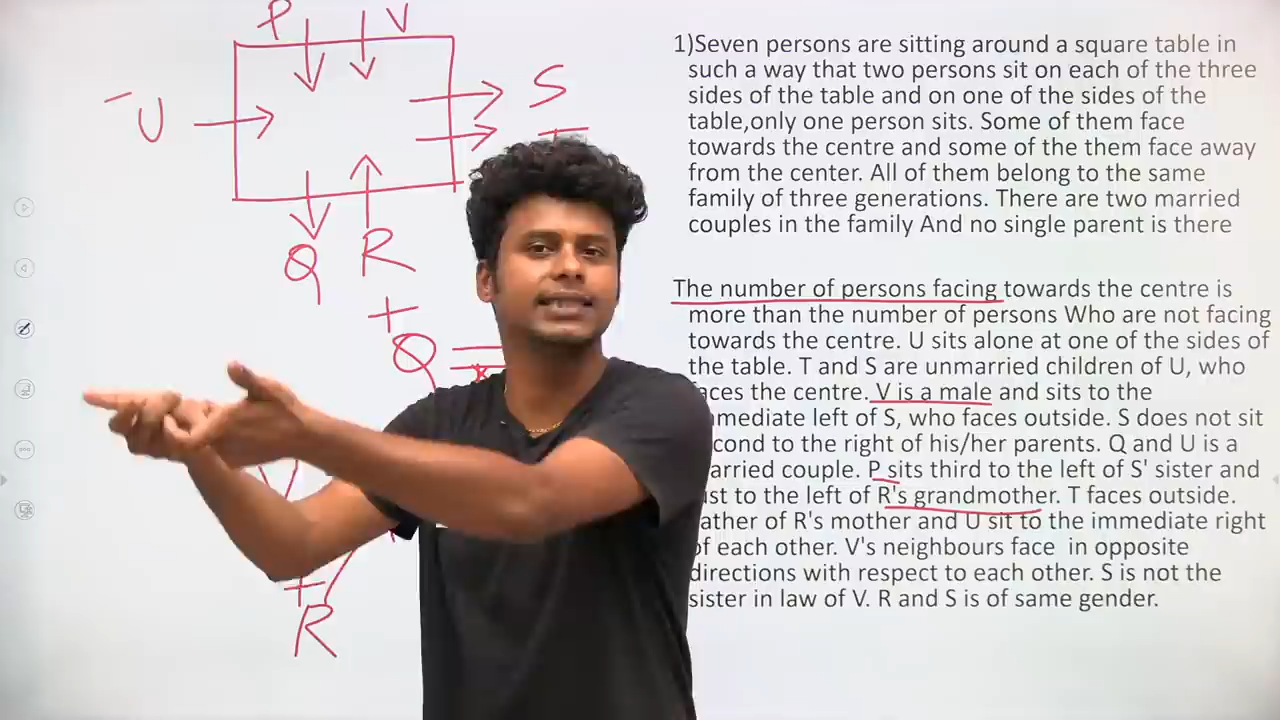 P V
U
S
Q R
+
Q
V
+
R
1)Seven persons are sitting around a square table in
such a way that two persons sit on each of the three
sides of the table and on one of the sides of the
table,only one person sits. Some of them face
towards the centre and some of the them face away
from the center. All of them belong to the same
family of three generations. There are two married
couples in the family And no single parent is there
The number of persons facing towards the centre is
more than the number of persons Who are not facing
towards the centre. U sits alone at one of the sides of
the table. T and S are unmarried children of U, who
the centre. V is a male and sits to the
left of S, who faces outside. S does not sit
to the right of his/her parents. Q and U is a
couple. P sits third to the left of S' sister and
to the left of R's grandmother. T faces outside.
of R's mother and U sit to the immediate right
of each other. V's neighbours face in opposite
directions with respect to each other. S is not the
sister in law of V. R and S is of same gender.